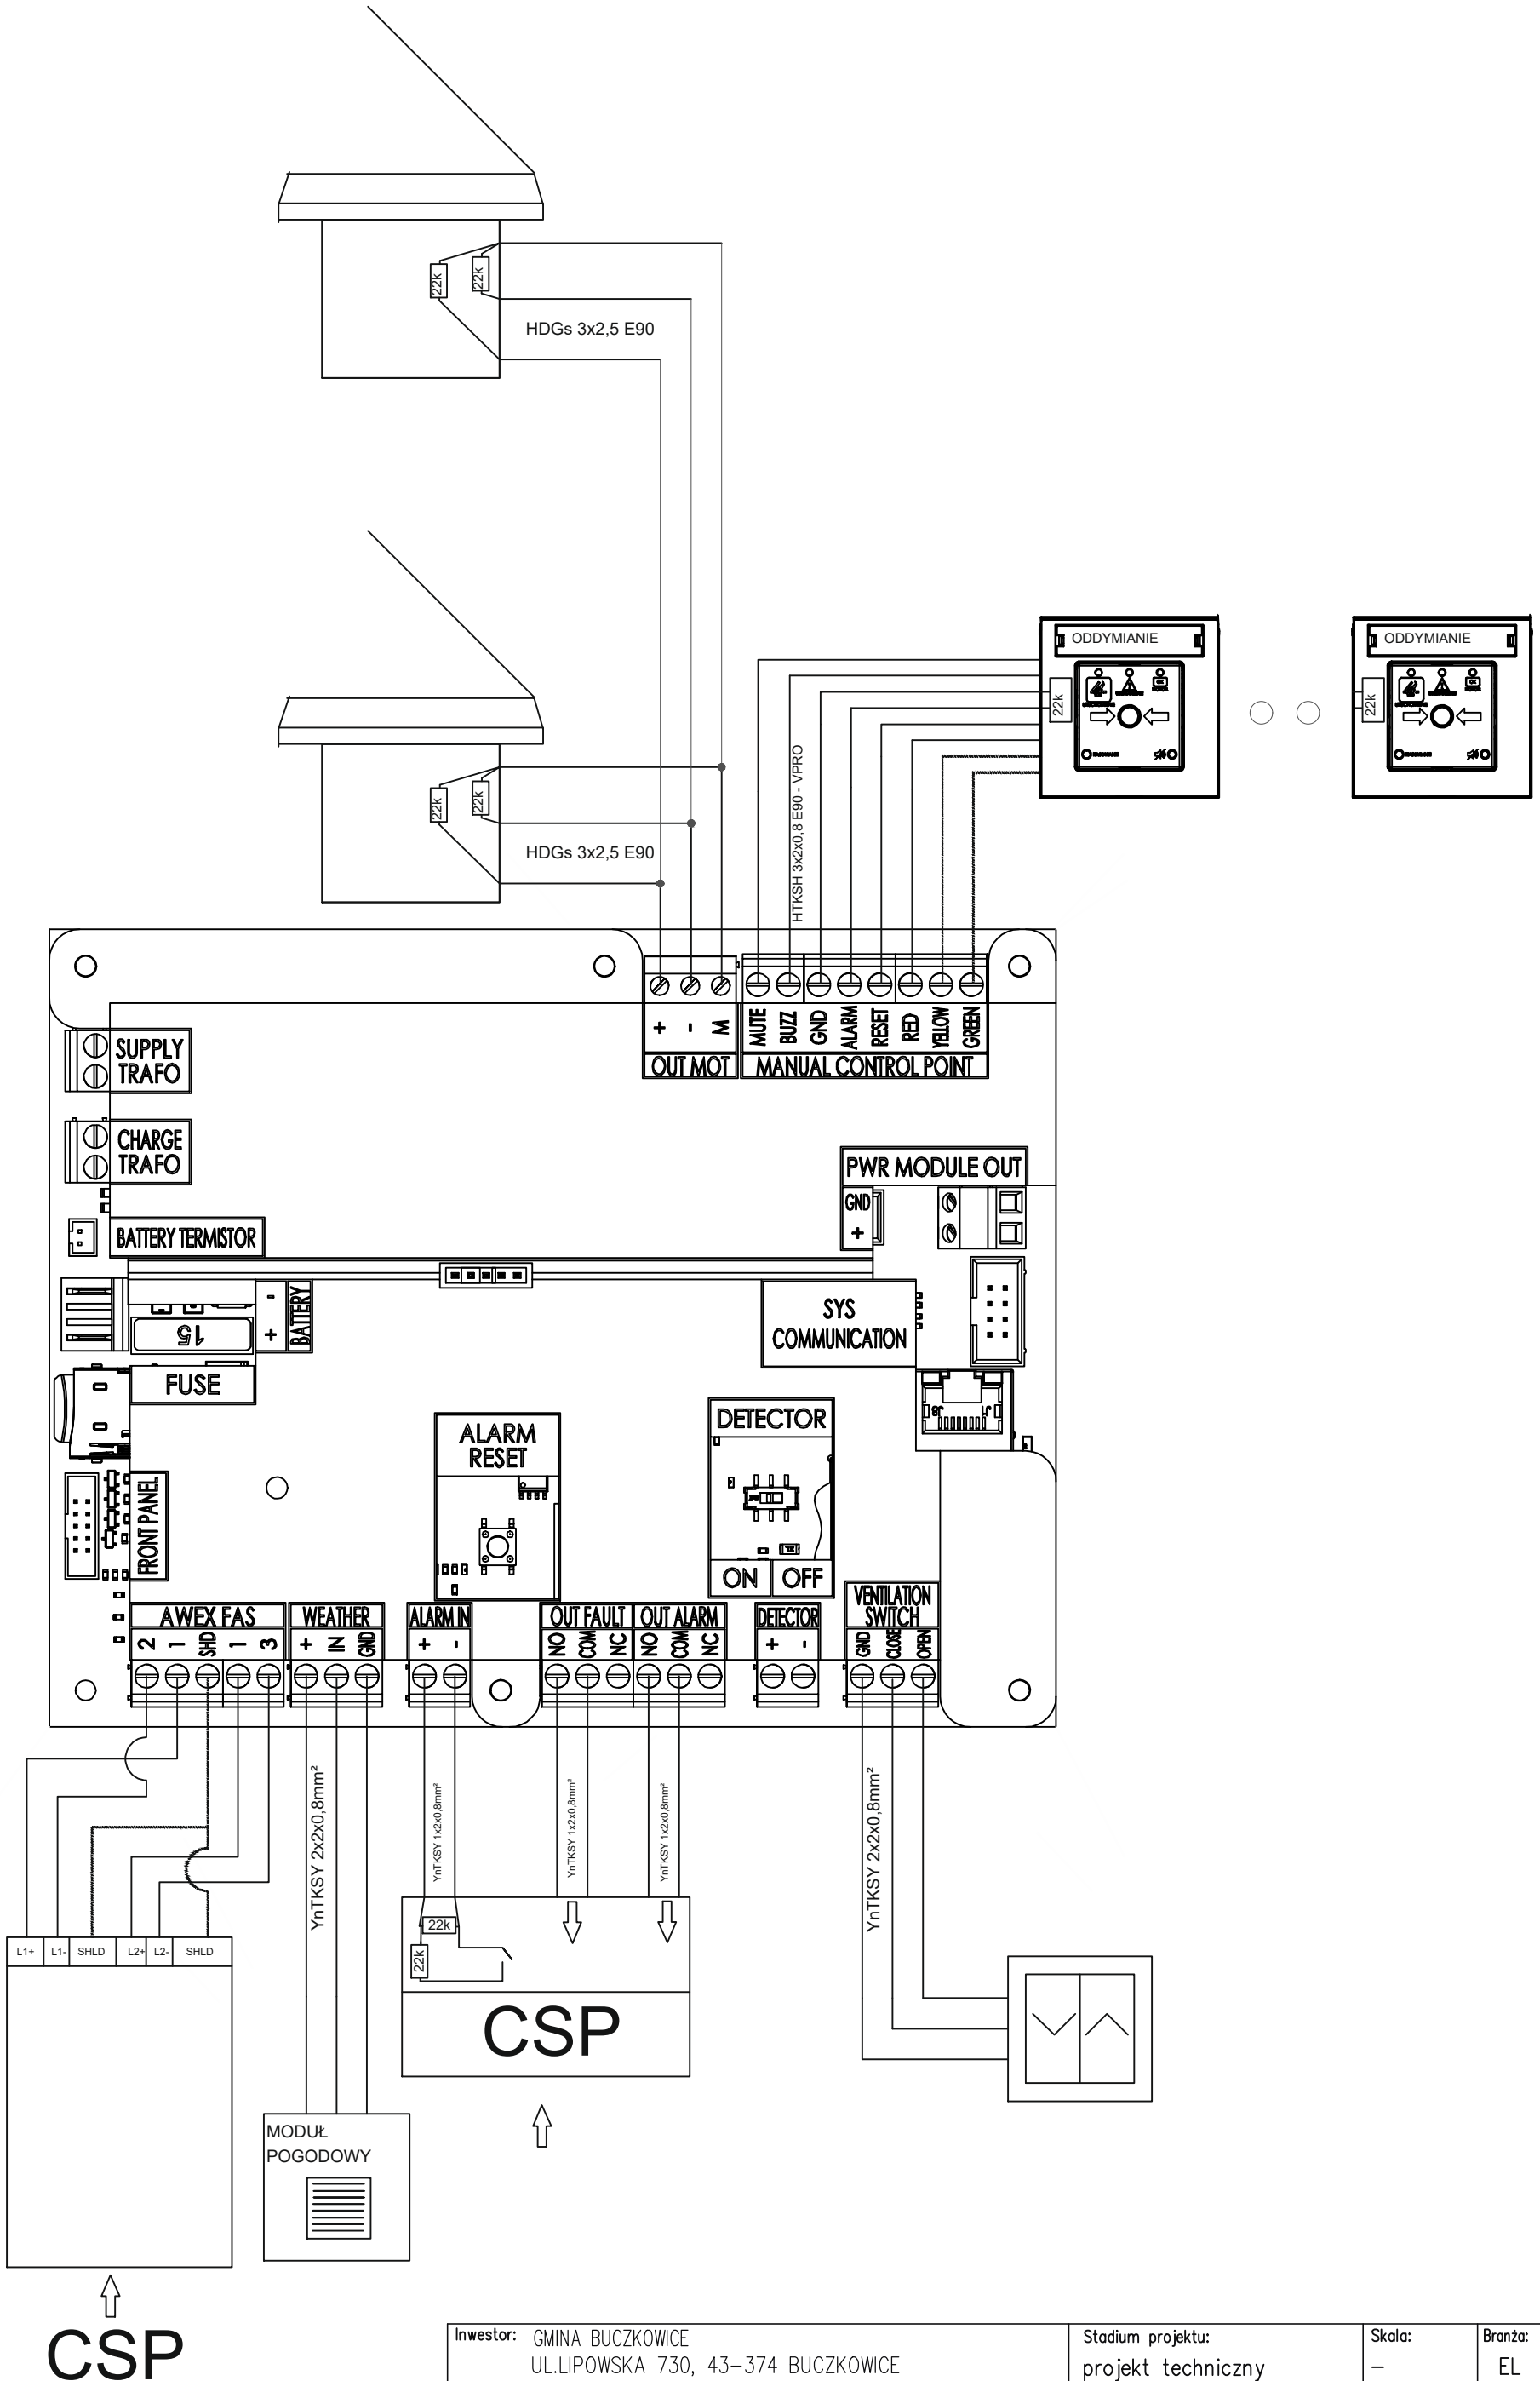 22k
22k
HDGs 3x2,5 E90
ODDYMIANIE
22k
ODDYMIANIE
22k
22k
22k
HDGs 3x2,5 E90
HTKSH 3x2x0,8 E90 - VPRO
+
-
M
OUT MOT
MUTE
BUZZ
GND
ALARM
RESET
RED
YELLOW
GREEN
MANUAL CONTROL POINT
SUPPLY
TRAFO
CHARGE
TRAFO
PWR MODULE OUT
GND
+
BATTERY TERMISTOR
-
+
BATTERY
15
FUSE
SYS
COMMUNICATION
J8
J1
ALARM
RESET
DETECTOR
ON
OFF
FRONT PANEL
AWEX FAS
2
1
SHD
1
3
WEATHER
+
IN
GND
ALARM IN
+
-
OUT FAULT
NO
COM
NC
OUT ALARM
NO
COM
NC
DETECTOR
+
-
VENTILATION
SWITCH
GND
CLOSE
OPEN
YnTKSY 2x2x0,8mm²
YnTKSY 1x2x0,8mm²
YnTKSY 1x2x0,8mm²
YnTKSY 1x2x0,8mm²
YnTKSY 2x2x0,8mm²
L1+
L1-
SHLD
L2+
L2-
SHLD
22k
22k
CSP
MODUŁ
POGODOWY
CSP
Inwestor: GMINA BUCZKOWICE
UL.LIPOWSKA 730, 43-374 BUCZKOWICE
Stadium projektu:
projekt techniczny
Skala:
-
Branża:
EL